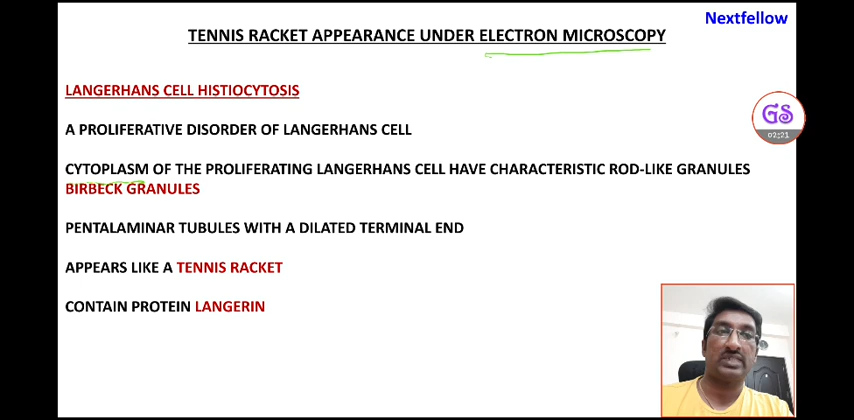 Nextfellow
TENNIS RACKET APPEARANCE UNDER ELECTRON MICROSCOPY
LANGERHANS CELL HISTIOCYTOSIS
A PROLIFERATIVE DISORDER OF LANGERHANS CELL
GS
02:21
CYTOPLASM OF THE PROLIFERATING LANGERHANS CELL HAVE CHARACTERISTIC ROD-LIKE GRANULES
BIRBECK GRANULES
PENTALAMINAR TUBULES WITH A DILATED TERMINAL END
APPEARS LIKE A TENNIS RACKET
CONTAIN PROTEIN LANGERIN